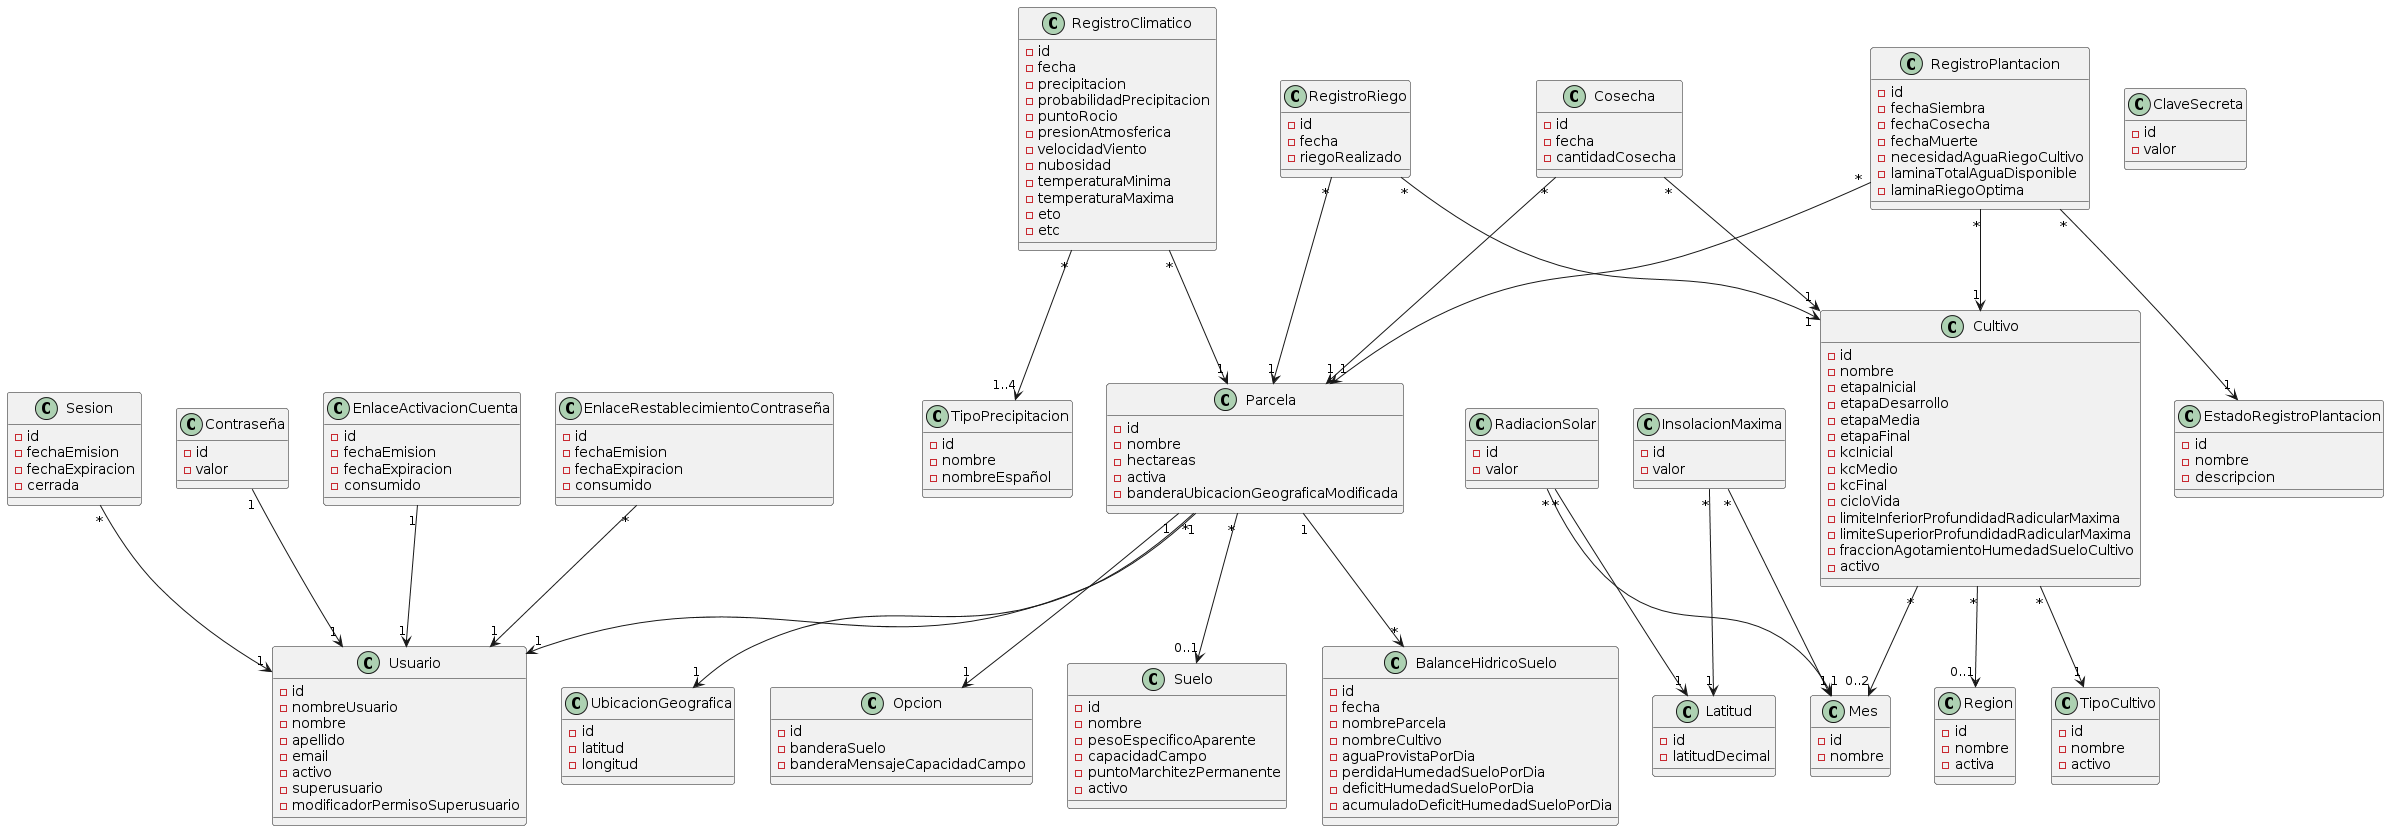 RegistroClimatico
id
fecha
precipitacion
probabilidadPrecipitacion
puntoRocio
presionAtmosferica
velocidadViento
nubosidad
temperaturaMinima
temperaturaMaxima
eto
etc
RegistroRiego
id
fecha
riegoRealizado
Cosecha
id
fecha
cantidadCosecha
RegistroPlantacion
id
fechaSiembra
fechaCosecha
fechaMuerte
necesidadAguaRiegoCultivo
laminaTotalAguaDisponible
laminaRiegoOptima
ClaveSecreta
id
valor
* * * * * * * * *
1..4 1 1 1 1 1 1 1 1
Sesion
id
fechaEmision
fechaExpiracion
cerrada
Contraseña
id
valor
EnlaceActivacionCuenta
id
fechaEmision
fechaExpiracion
consumido
EnlaceRestablecimientoContraseña
id
fechaEmision
fechaExpiracion
consumido
TipoPrecipitacion
id
nombre
nombreEspañol
Parcela
id
nombre
hectareas
activa
banderaUbicacionGeograficaModificada
RadiacionSolar
id
valor
InsolacionMaxima
id
valor
Cultivo
id
nombre
etapaInicial
etapaDesarrollo
etapaMedia
etapaFinal
kcInicial
kcMedio
kcFinal
cicloVida
limiteInferiorProfundidadRadicularMaxima
limiteSuperiorProfundidadRadicularMaxima
fraccionAgotamientoHumedadSueloCultivo
activo
EstadoRegistroPlantacion
id
nombre
descripcion
* 1 1 * 1 * 1 * 1 * * * * * * *
1 1 1 1 1 1 1 0..1 * 1 1 1 1 0..2 0..1 1
Usuario
id
nombreUsuario
nombre
apellido
email
activo
superusuario
modificadorPermisoSuperusuario
UbicacionGeografica
id
latitud
longitud
Opcion
id
banderaSuelo
banderaMensajeCapacidadCampo
Suelo
id
nombre
pesoEspecificoAparente
capacidadCampo
puntoMarchitezPermanente
activo
BalanceHidricoSuelo
id
fecha
nombreParcela
nombreCultivo
aguaProvistaPorDia
perdidaHumedadSueloPorDia
deficitHumedadSueloPorDia
acumuladoDeficitHumedadSueloPorDia
Latitud
id
latitudDecimal
Mes
id
nombre
Region
id
nombre
activa
TipoCultivo
id
nombre
activo